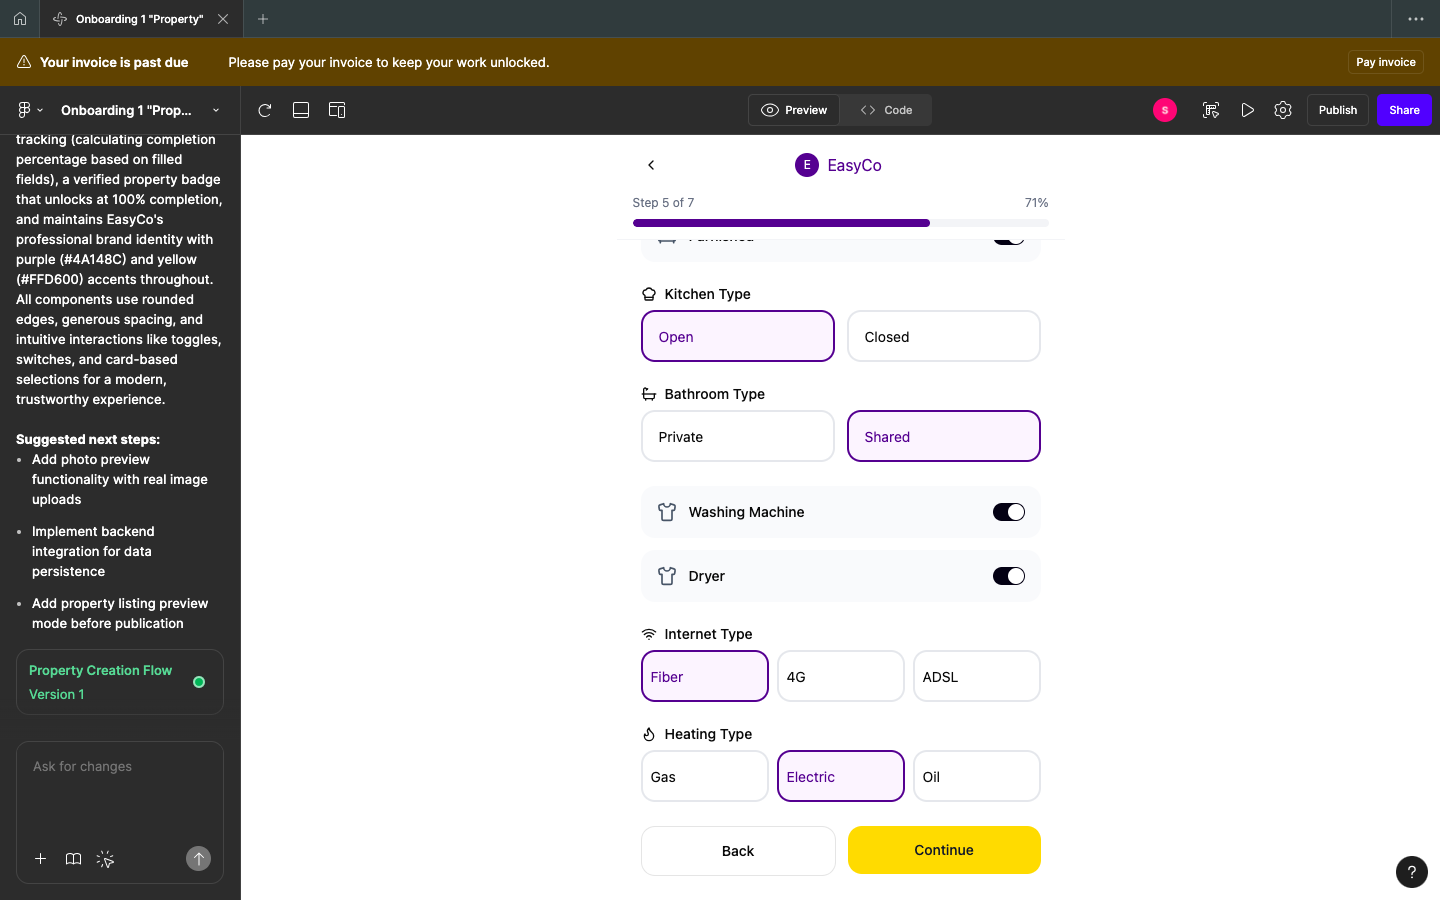 Onboarding 1 "Property"
Your invoice is past due
Please pay your invoice to keep your work unlocked.
Pay invoice
Onboarding 1 "Prop...
Preview
Code
S
Publish
Share
tracking (calculating completion
percentage based on filled
fields), a verified property badge
that unlocks at 100% completion,
and maintains EasyCo's
professional brand identity with
purple (#4A148C) and yellow
(#FFD600) accents throughout.
All components use rounded
edges, generous spacing, and
intuitive interactions like toggles,
switches, and card-based
selections for a modern,
trustworthy experience.
Suggested next steps:
• Add photo preview
functionality with real image
uploads
• Implement backend
integration for data
persistence
• Add property listing preview
mode before publication
Property Creation Flow
Version 1
Ask for changes
E EasyCo
Step 5 of 7
71%
Furnished
Kitchen Type
Open
Closed
Bathroom Type
Private
Shared
Washing Machine
Dryer
Internet Type
Fiber
4G
ADSL
Heating Type
Gas
Electric
Oil
Back
Continue
?